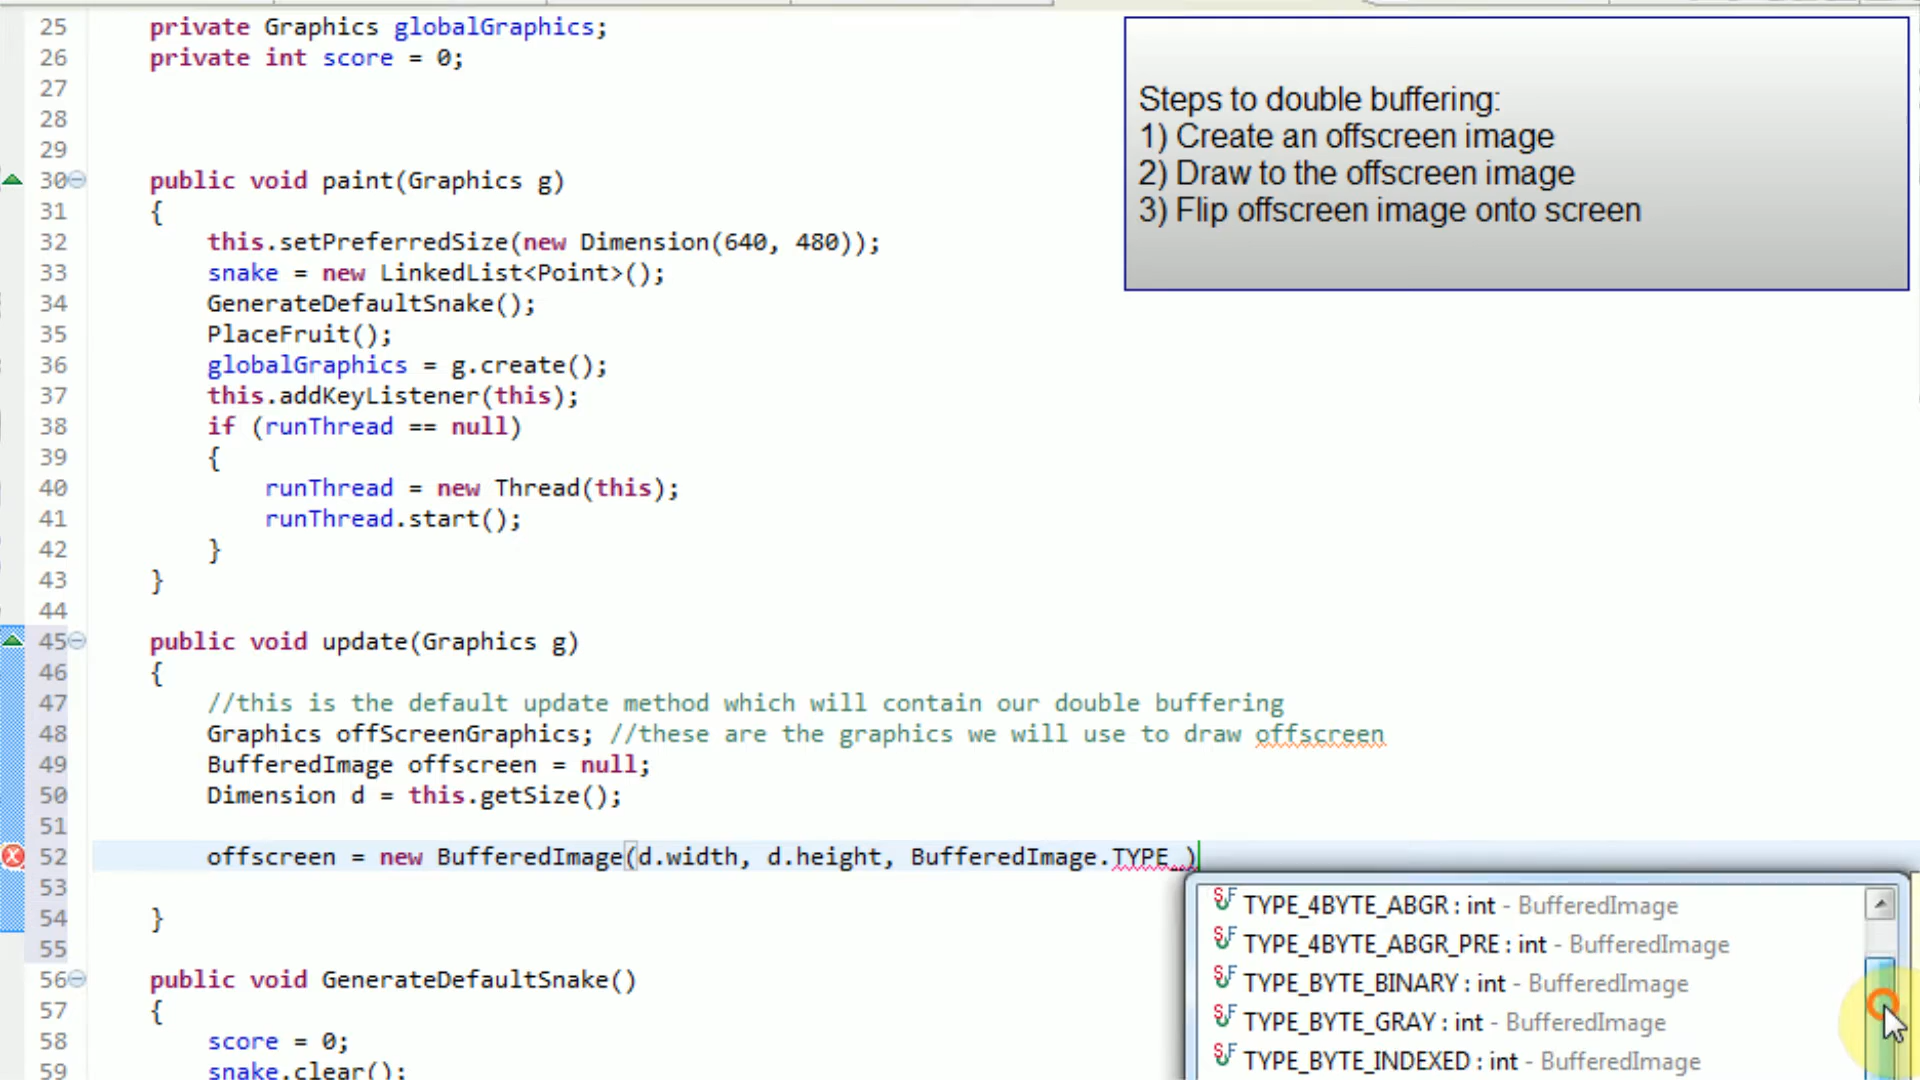 25 private Graphics globalGraphics;
26 private int score = 0;
27
28
29
30 public void paint(Graphics g)
31 {
32 this.setPreferredSize(new Dimension(640, 480));
33 snake = new LinkedList<Point>();
34 GenerateDefaultSnake();
35 PlaceFruit();
36 globalGraphics = g.create();
37 this.addKeyListener(this);
38 if (runThread == null)
39 {
40 runThread = new Thread(this);
41 runThread.start();
42 }
43 }
44
45 public void update(Graphics g)
46 {
47 //this is the default update method which will contain our double buffering
48 Graphics offScreenGraphics; //these are the graphics we will use to draw offscreen
49 BufferedImage offscreen = null;
50 Dimension d = this.getSize();
51
52 offscreen = new BufferedImage(d.width, d.height, BufferedImage.TYPE_)
53
54 }
55
56 public void GenerateDefaultSnake()
57 {
58 score = 0;
59 snake.clear();
Steps to double buffering:
1) Create an offscreen image
2) Draw to the offscreen image
3) Flip offscreen image onto screen
TYPE_4BYTE_ABGR : int - BufferedImage
TYPE_4BYTE_ABGR_PRE : int - BufferedImage
TYPE_BYTE_BINARY : int - BufferedImage
TYPE_BYTE_GRAY : int - BufferedImage
TYPE_BYTE_INDEXED : int - BufferedImage